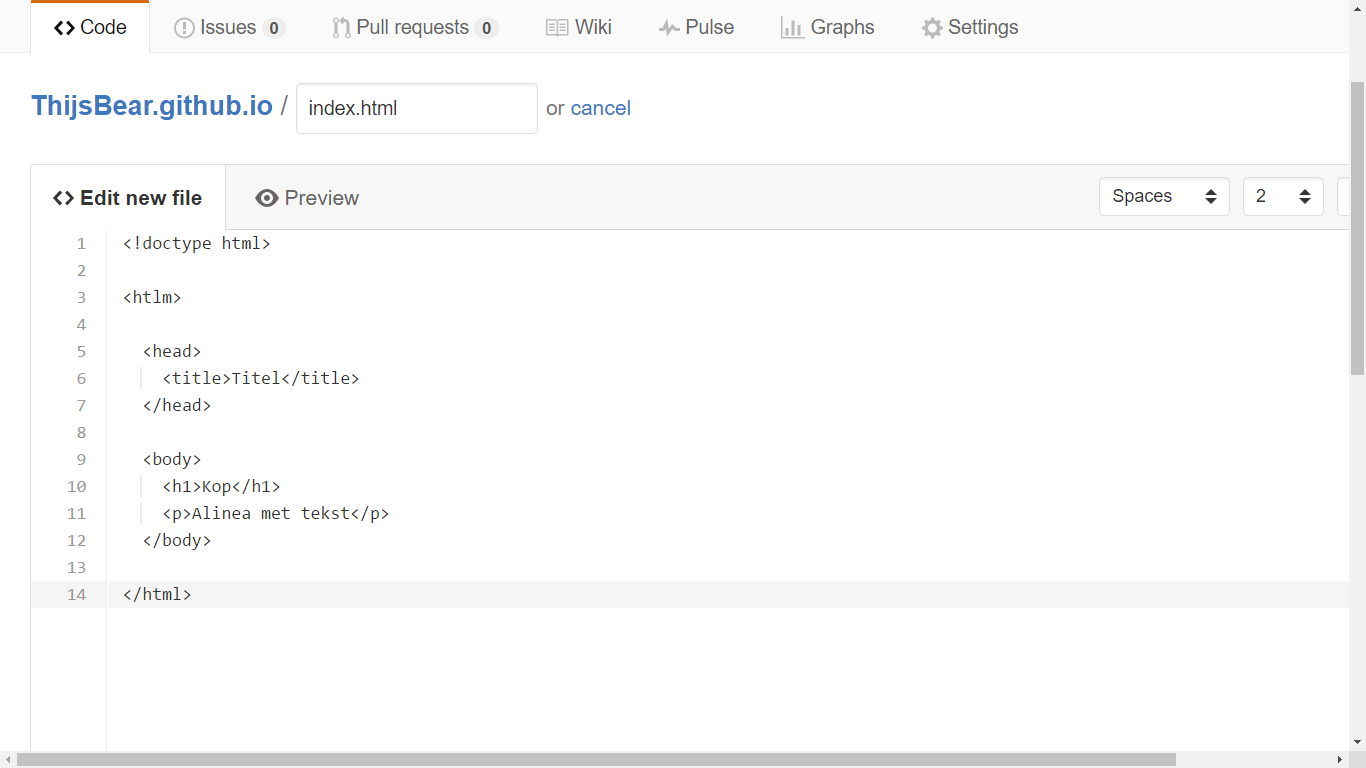 Code Issues 0 Pull requests 0 Wiki Pulse Graphs Settings
ThijsBear.github.io / index.html or cancel
Edit new file Preview Spaces 2
1 <!doctype html>
2
3 <htlm>
4
5 <head>
6 <title>Titel</title>
7 </head>
8
9 <body>
10 <h1>Kop</h1>
11 <p>Alinea met tekst</p>
12 </body>
13
14 </html>